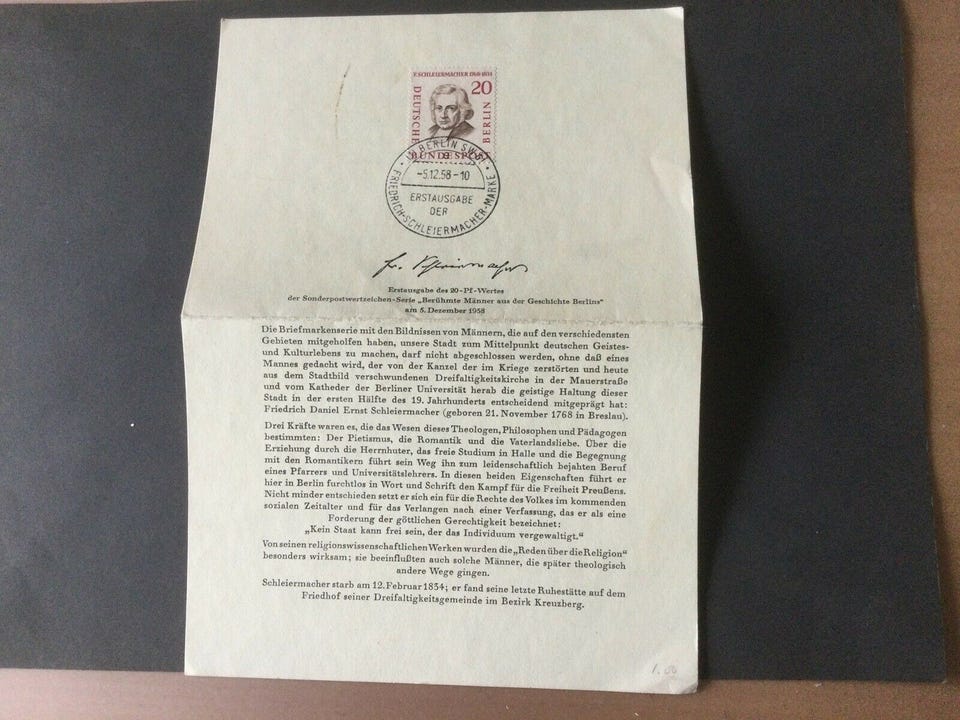 F. SCHLEIERMACHER 1768-1834
20
DEUTSCHE
BUNDESPOST
BERLIN
BERLIN SW
-5.12.58-10
ERSTAUSGABE
DER
FRIEDRICH-SCHLEIERMACHER-MARKE
Fr. Schleiermacher
Erstausgabe des 20-Pf-Wertes
der Sonderpostwertzeichen-Serie „Berühmte Männer aus der Geschichte Berlins“
am 5. Dezember 1958
Die Briefmarkenserie mit den Bildnissen von Männern, die auf den verschiedensten
Gebieten mitgeholfen haben, unsere Stadt zum Mittelpunkt deutschen Geistes-
und Kulturlebens zu machen, darf nicht abgeschlossen werden, ohne daß eines
Mannes gedacht wird, der von der Kanzel der im Kriege zerstörten und heute
aus dem Stadtbild verschwundenen Dreifaltigkeitskirche in der Mauerstraße
und vom Katheder der Berliner Universität herab die geistige Haltung dieser
Stadt in der ersten Hälfte des 19. Jahrhunderts entscheidend mitgeprägt hat:
Friedrich Daniel Ernst Schleiermacher (geboren 21. November 1768 in Breslau).
Drei Kräfte waren es, die das Wesen dieses Theologen, Philosophen und Pädagogen
bestimmten: Der Pietismus, die Romantik und die Vaterlandsliebe. Über die
Erziehung durch die Herrnhuter, das freie Studium in Halle und die Begegnung
mit den Romantikern führt sein Weg ihn zum leidenschaftlich bejahten Beruf
eines Pfarrers und Universitätslehrers. In diesen beiden Eigenschaften führt er
hier in Berlin furchtlos in Wort und Schrift den Kampf für die Freiheit Preußens.
Nicht minder entschieden setzt er sich ein für die Rechte des Volkes im kommenden
sozialen Zeitalter und für das Verlangen nach einer Verfassung, das er als eine
Forderung der göttlichen Gerechtigkeit bezeichnet:
„Kein Staat kann frei sein, der das Individuum vergewaltigt.“
Von seinen religionswissenschaftlichen Werken wurden die „Reden über die Religion“
besonders wirksam; sie beeinflußten auch solche Männer, die später theologisch
andere Wege gingen.
Schleiermacher starb am 12. Februar 1834; er fand seine letzte Ruhestätte auf dem
Friedhof seiner Dreifaltigkeitsgemeinde im Bezirk Kreuzberg.